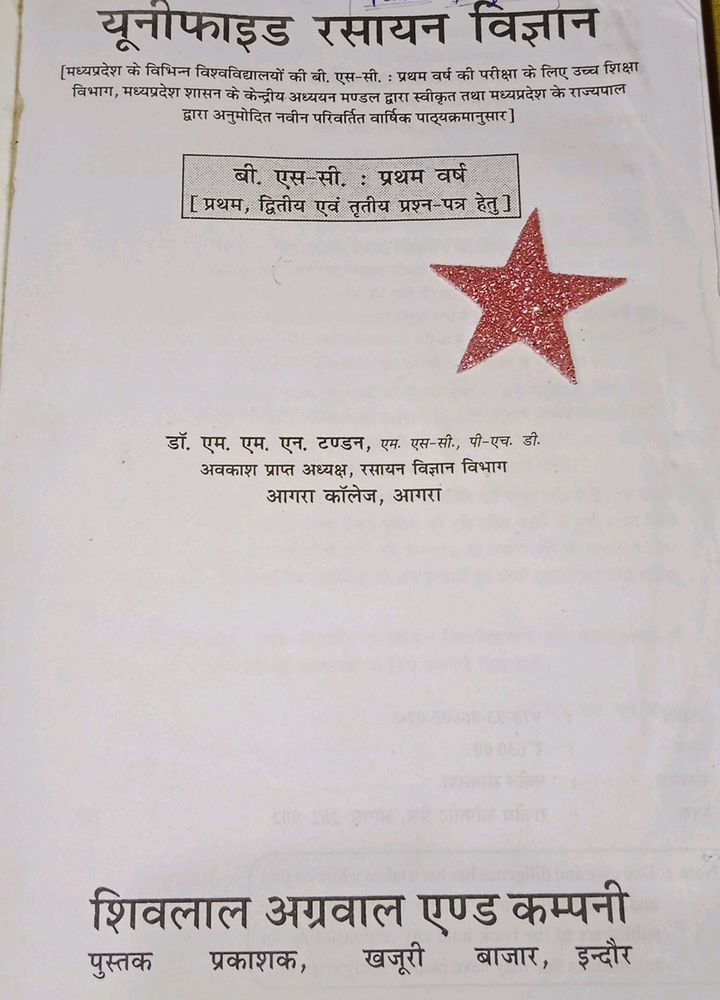 यूनीफाइड रसायन विज्ञान
[मध्यप्रदेश के विभिन्न विश्वविद्यालयों की बी. एस-सी. : प्रथम वर्ष की परीक्षा के लिए उच्च शिक्षा
विभाग, मध्यप्रदेश शासन के केन्द्रीय अध्ययन मण्डल द्वारा स्वीकृत तथा मध्यप्रदेश के राज्यपाल
द्वारा अनुमोदित नवीन परिवर्तित वार्षिक पाठ्यक्रमानुसार]
बी. एस-सी. : प्रथम वर्ष
[ प्रथम, द्वितीय एवं तृतीय प्रश्न-पत्र हेतु ]
डॉ. एम. एम. एन. टण्डन, एम. एस-सी., पी-एच. डी.
अवकाश प्राप्त अध्यक्ष, रसायन विज्ञान विभाग
आगरा कॉलेज, आगरा
शिवलाल अग्रवाल एण्ड कम्पनी
पुस्तक प्रकाशक, खजूरी बाजार, इन्दौर